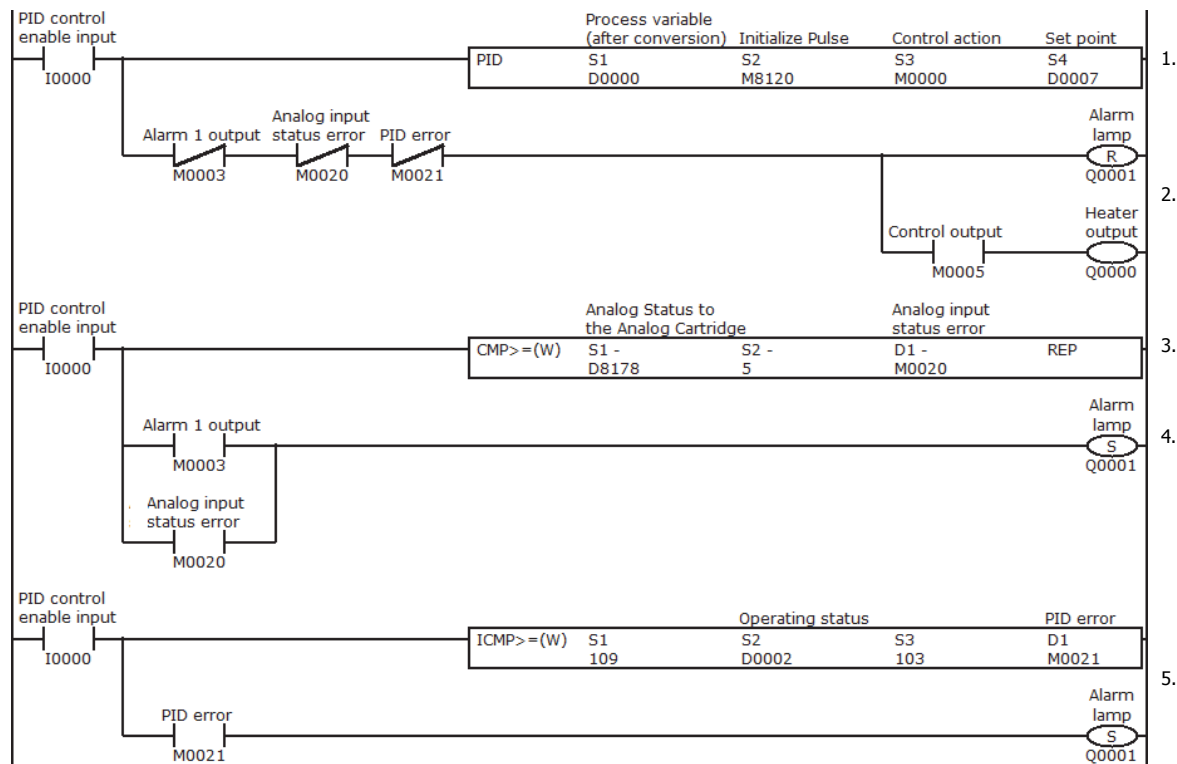 PID control
enable input
I0000
Process variable
(after conversion) Initialize Pulse Control action Set point
PID S1 S2 S3 S4
D0000 M8120 M0000 D0007
1.
Analog input
Alarm 1 output status error PID error
M0003 M0020 M0021
Alarm
lamp
R
Q0001
2.
Heater
Control output output
M0005 Q0000
PID control
enable input
I0000
Analog Status to Analog input
the Analog Cartridge status error
CMP>=(W) S1 - S2 - D1 - REP
D8178 5 M0020
3.
Alarm 1 output
M0003
Alarm
lamp
S
Q0001
4.
Analog input
status error
M0020
PID control
enable input
I0000
Operating status PID error
ICMP>=(W) S1 S2 S3 D1
109 D0002 103 M0021
5.
PID error
M0021
Alarm
lamp
S
Q0001